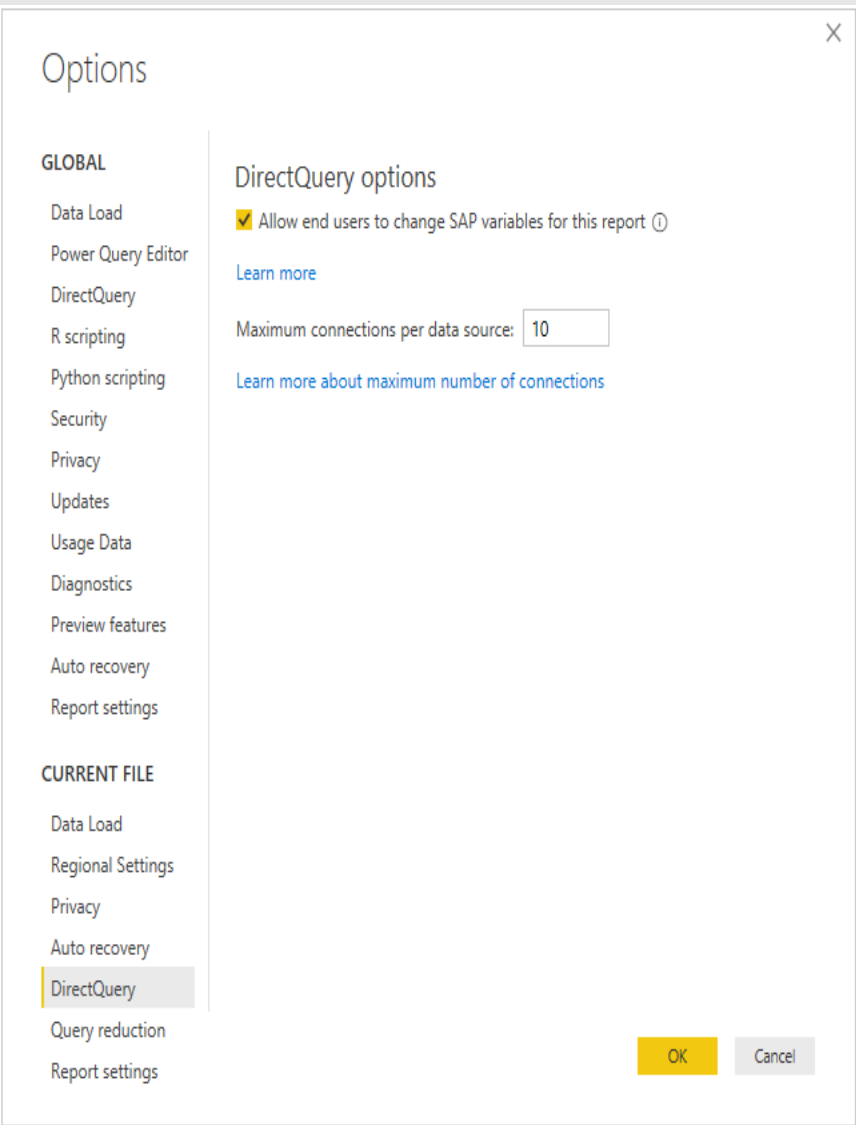 Options
GLOBAL
Data Load
Power Query Editor
DirectQuery
R scripting
Python scripting
Security
Privacy
Updates
Usage Data
Diagnostics
Preview features
Auto recovery
Report settings
CURRENT FILE
Data Load
Regional Settings
Privacy
Auto recovery
DirectQuery
Query reduction
Report settings
DirectQuery options
Allow end users to change SAP variables for this report
Learn more
Maximum connections per data source: 10
Learn more about maximum number of connections
OK Cancel